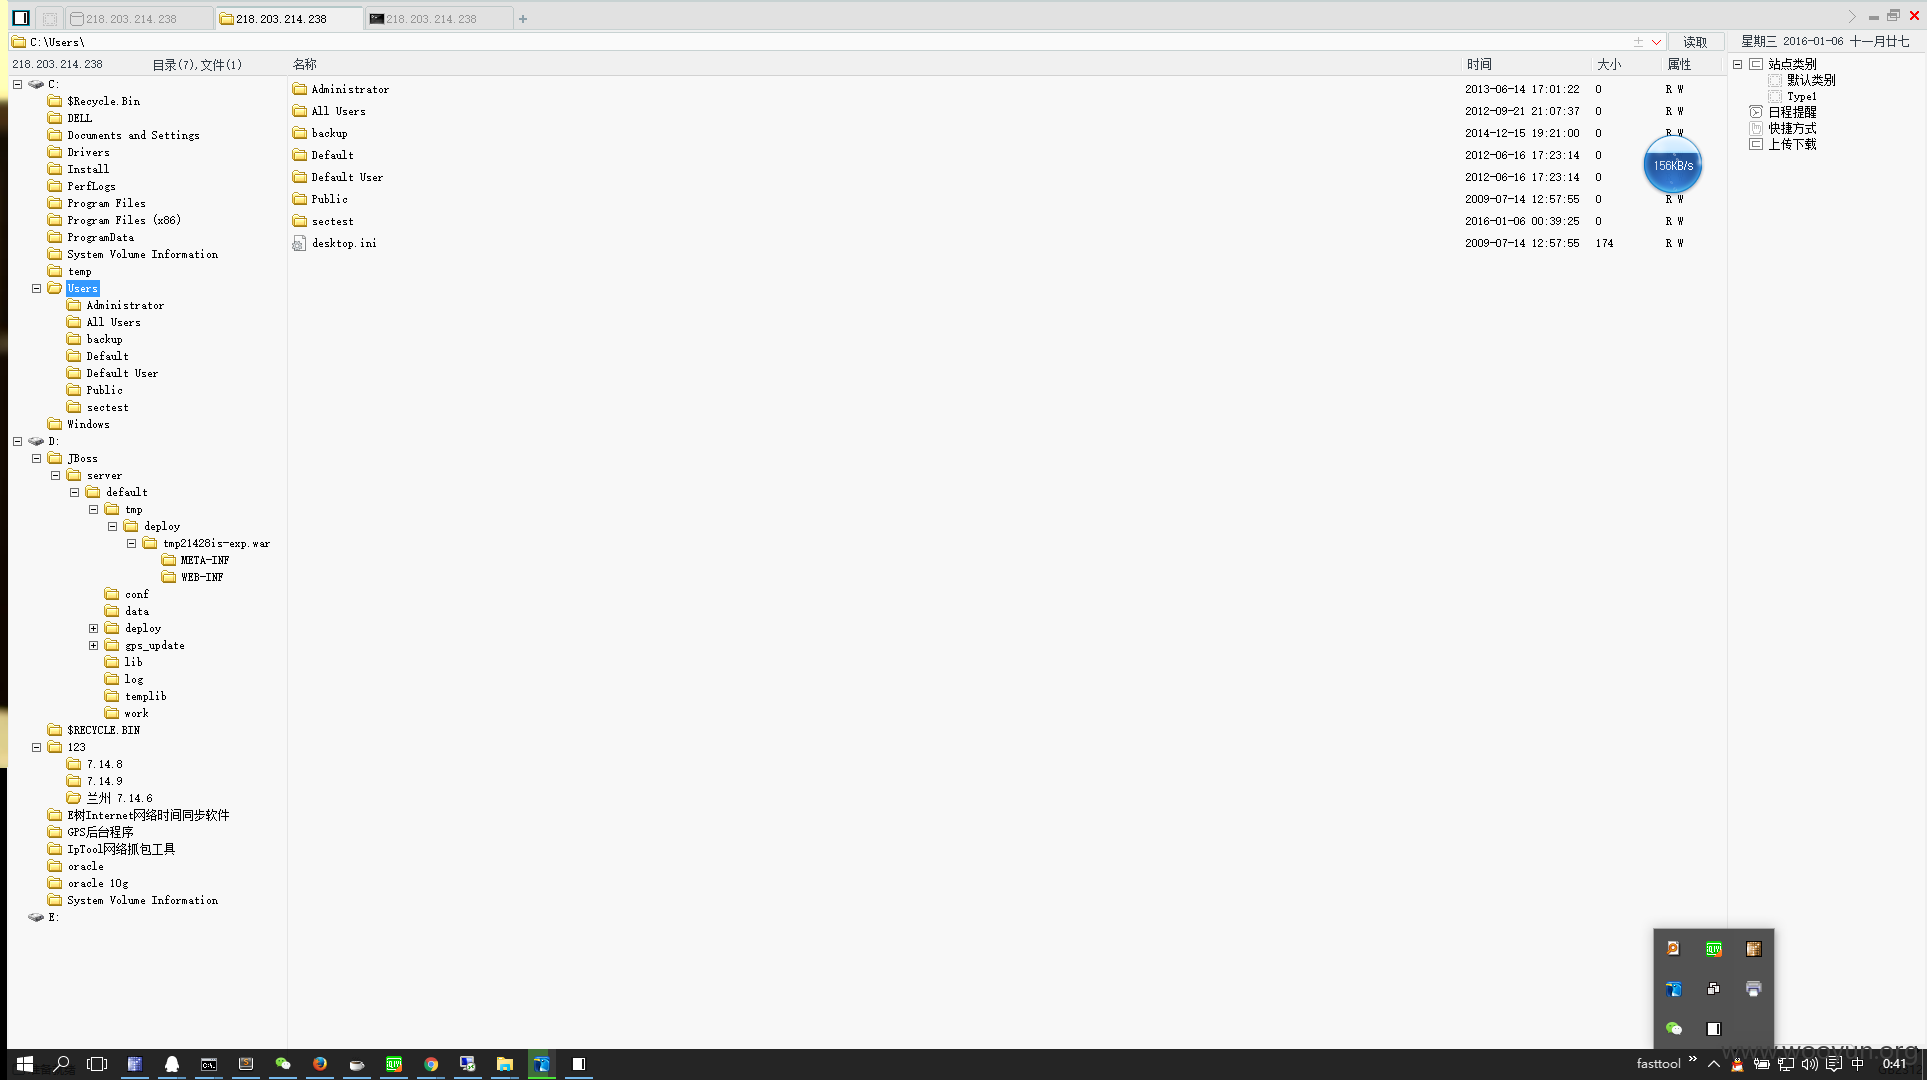 218.203.214.238
218.203.214.238
218.203.214.238
C:\Users\
读取
星期三 2016-01-06 十一月廿七
218.203.214.238
目录(7),文件(1)
名称
时间
大小
属性
C:
$Recycle.Bin
DELL
Documents and Settings
Drivers
Install
PerfLogs
Program Files
Program Files (x86)
ProgramData
System Volume Information
temp
Users
Administrator
All Users
backup
Default
Default User
Public
sectest
Windows
D:
JBoss
server
default
tmp
deploy
tmp21428is-exp.war
META-INF
WEB-INF
conf
data
deploy
gps_update
lib
log
templib
work
$RECYCLE.BIN
123
7.14.8
7.14.9
兰州 7.14.6
E树Internet网络时间同步软件
GPS后台程序
IpTool网络抓包工具
oracle
oracle 10g
System Volume Information
E:
Administrator 2013-06-14 17:01:22 0 R W
All Users 2012-09-21 21:07:37 0 R W
backup 2014-12-15 19:21:00 0 R W
Default 2012-06-16 17:23:14 0
Default User 2012-06-16 17:23:14 0
Public 2009-07-14 12:57:55 0 R W
sectest 2016-01-06 00:39:25 0 R W
desktop.ini 2009-07-14 12:57:55 174 R W
156KB/s
站点类别
默认类别
Type1
日程提醒
快捷方式
上传下载
fasttool
中
0:41
www.wooyun.org